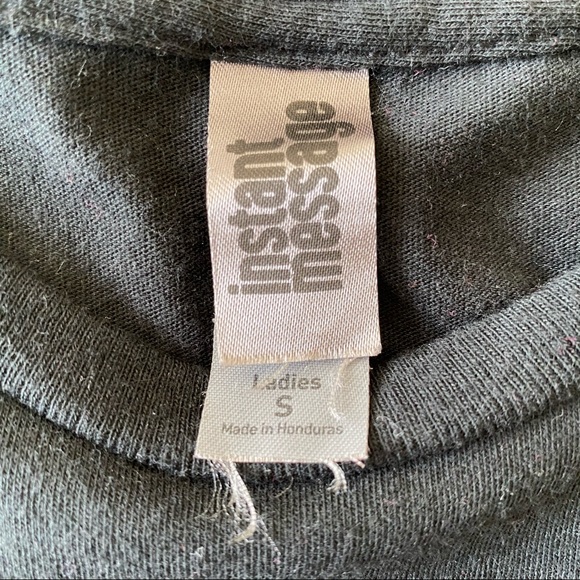 instant
message
Ladies
S
Made in Honduras